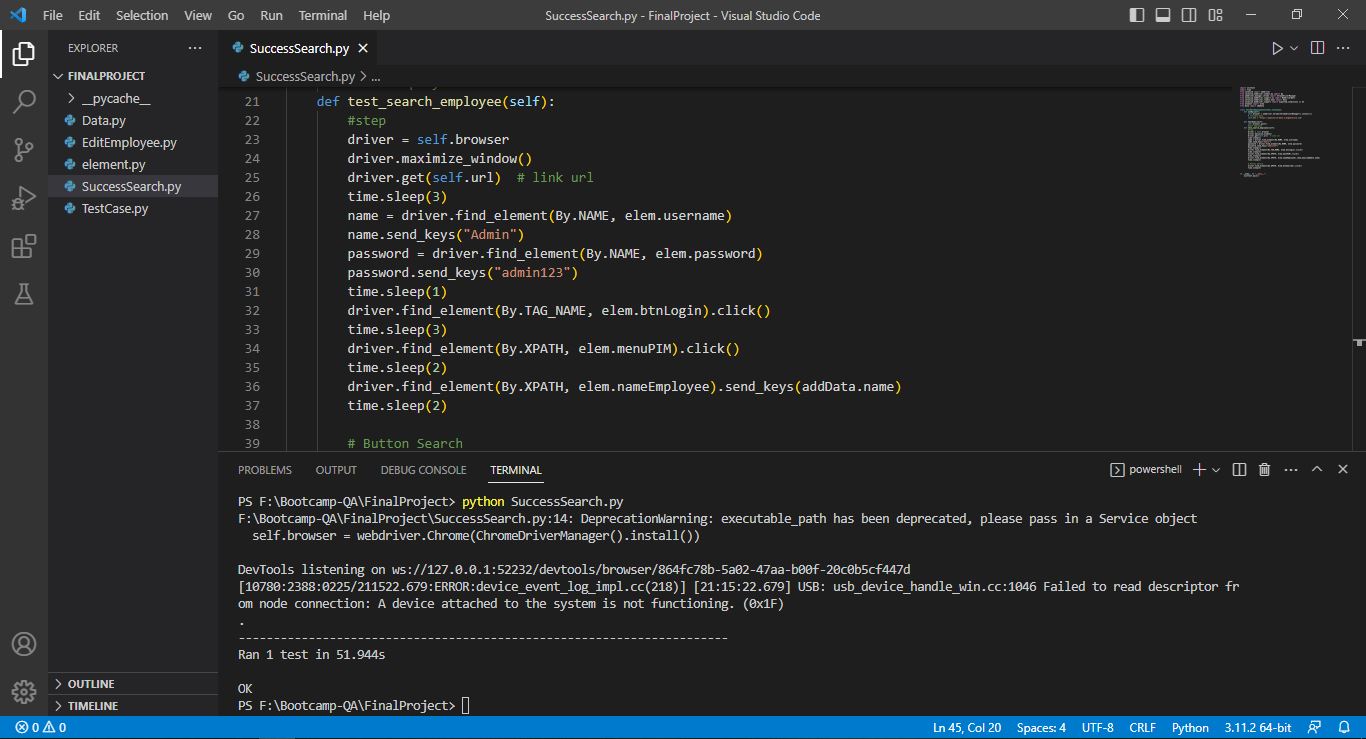 File Edit Selection View Go Run Terminal Help SuccessSearch.py - FinalProject - Visual Studio Code
EXPLORER
FINALPROJECT
__pycache__
Data.py
EditEmployee.py
element.py
SuccessSearch.py
TestCase.py
OUTLINE
TIMELINE
SuccessSearch.py
SuccessSearch.py > ...
21 def test_search_employee(self):
22 #step
23 driver = self.browser
24 driver.maximize_window()
25 driver.get(self.url)  # link url
26 time.sleep(3)
27 name = driver.find_element(By.NAME, elem.username)
28 name.send_keys("Admin")
29 password = driver.find_element(By.NAME, elem.password)
30 password.send_keys("admin123")
31 time.sleep(1)
32 driver.find_element(By.TAG_NAME, elem.btnLogin).click()
33 time.sleep(3)
34 driver.find_element(By.XPATH, elem.menuPIM).click()
35 time.sleep(2)
36 driver.find_element(By.XPATH, elem.nameEmployee).send_keys(addData.name)
37 time.sleep(2)
38
39 # Button Search
PROBLEMS OUTPUT DEBUG CONSOLE TERMINAL powershell
PS F:\Bootcamp-QA\FinalProject> python SuccessSearch.py
F:\Bootcamp-QA\FinalProject\SuccessSearch.py:14: DeprecationWarning: executable_path has been deprecated, please pass in a Service object
self.browser = webdriver.Chrome(ChromeDriverManager().install())
DevTools listening on ws://127.0.0.1:52232/devtools/browser/864fc78b-5a02-47aa-b00f-20c0b5cf447d
[10780:2388:0225/211522.679:ERROR:device_event_log_impl.cc(218)] [21:15:22.679] USB: usb_device_handle_win.cc:1046 Failed to read descriptor fr
om node connection: A device attached to the system is not functioning. (0x1F)
.
----------------------------------------------------------------------
Ran 1 test in 51.944s
OK
PS F:\Bootcamp-QA\FinalProject>
0 0 Ln 45, Col 20 Spaces: 4 UTF-8 CRLF Python 3.11.2 64-bit